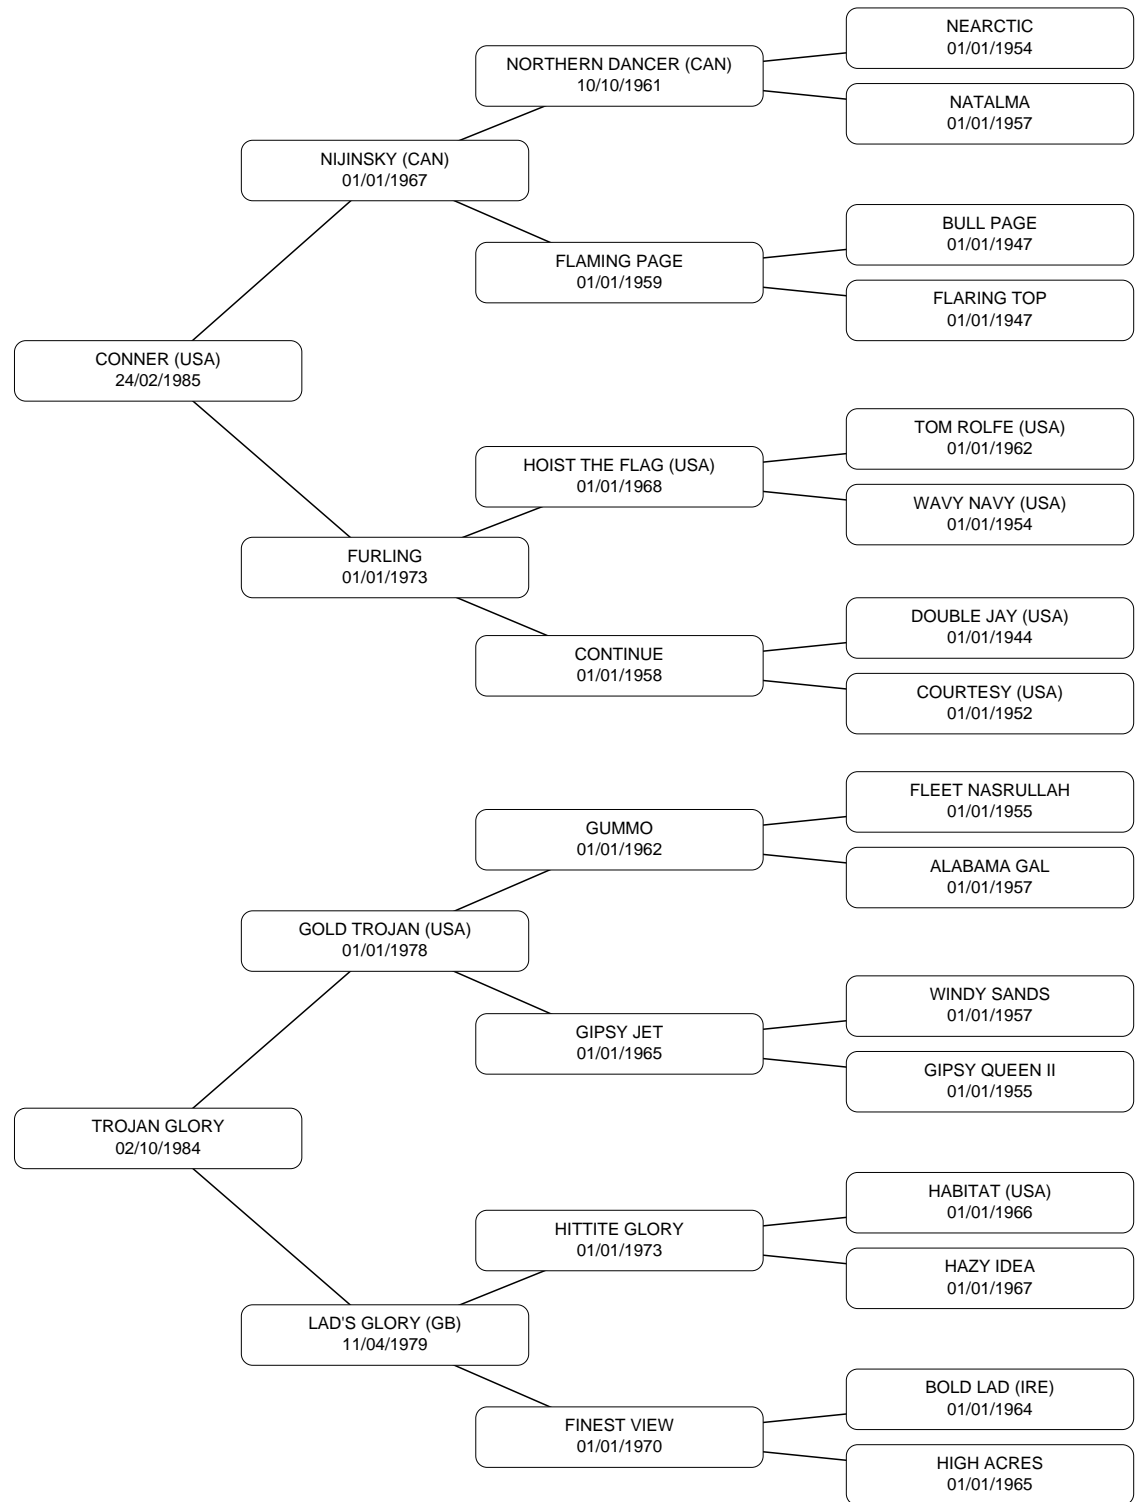 NEARCTIC
01/01/1954
NORTHERN DANCER (CAN)
10/10/1961
NATALMA
01/01/1957
NIJINSKY (CAN)
01/01/1967
BULL PAGE
01/01/1947
FLAMING PAGE
01/01/1959
FLARING TOP
01/01/1947
CONNER (USA)
24/02/1985
TOM ROLFE (USA)
01/01/1962
HOIST THE FLAG (USA)
01/01/1968
WAVY NAVY (USA)
01/01/1954
FURLING
01/01/1973
DOUBLE JAY (USA)
01/01/1944
CONTINUE
01/01/1958
COURTESY (USA)
01/01/1952
FLEET NASRULLAH
01/01/1955
GUMMO
01/01/1962
ALABAMA GAL
01/01/1957
GOLD TROJAN (USA)
01/01/1978
WINDY SANDS
01/01/1957
GIPSY JET
01/01/1965
GIPSY QUEEN II
01/01/1955
TROJAN GLORY
02/10/1984
HABITAT (USA)
01/01/1966
HITTITE GLORY
01/01/1973
HAZY IDEA
01/01/1967
LAD'S GLORY (GB)
11/04/1979
BOLD LAD (IRE)
01/01/1964
FINEST VIEW
01/01/1970
HIGH ACRES
01/01/1965